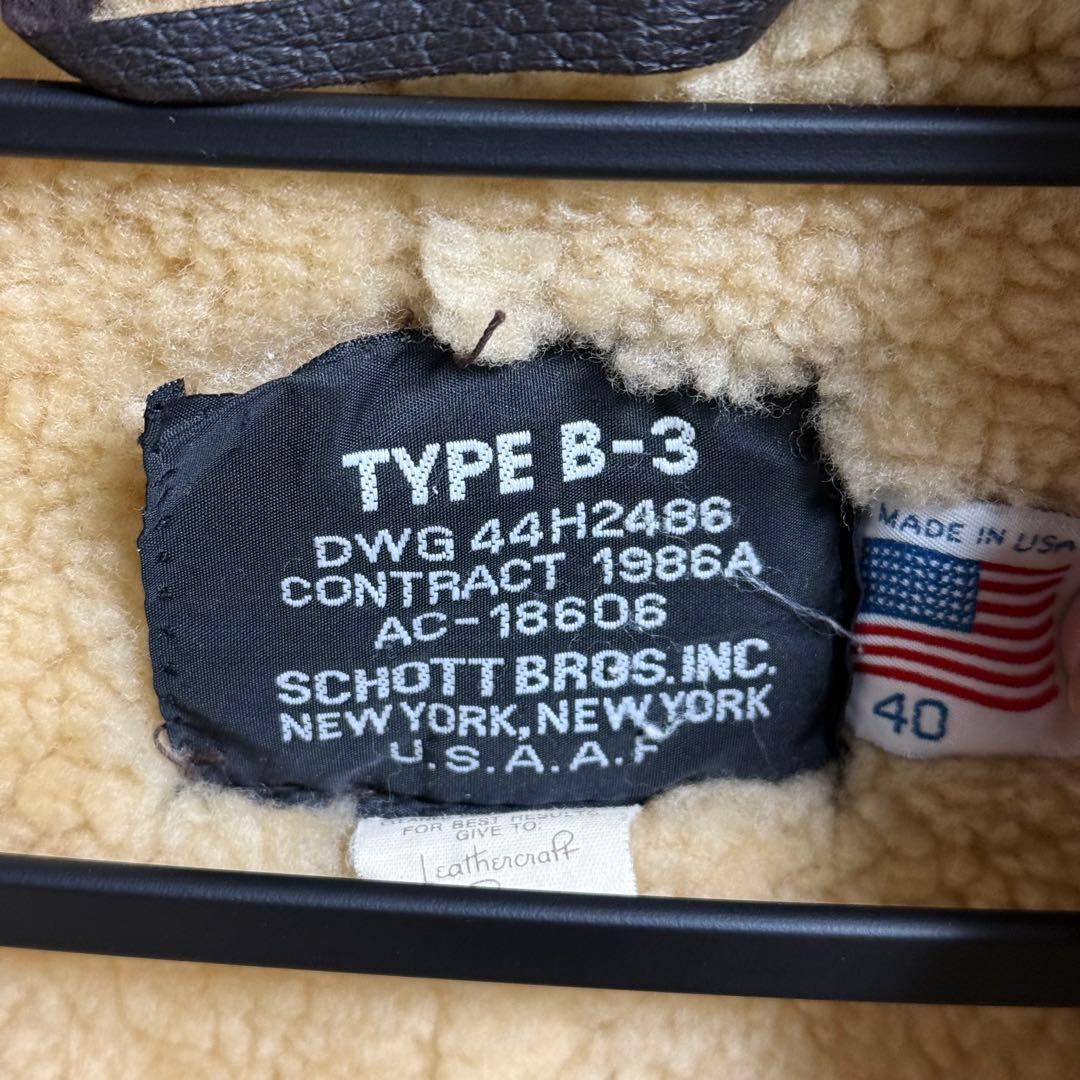 TYPE B-3
DWG 44H2486
CONTRACT 1986A
AC-18606
SCHOTT BROS. INC.
NEW YORK, NEW YORK
U.S.A.A.F
MADE IN USA
40
FOR BEST RESULTS
GIVE TO:
Leathercraft